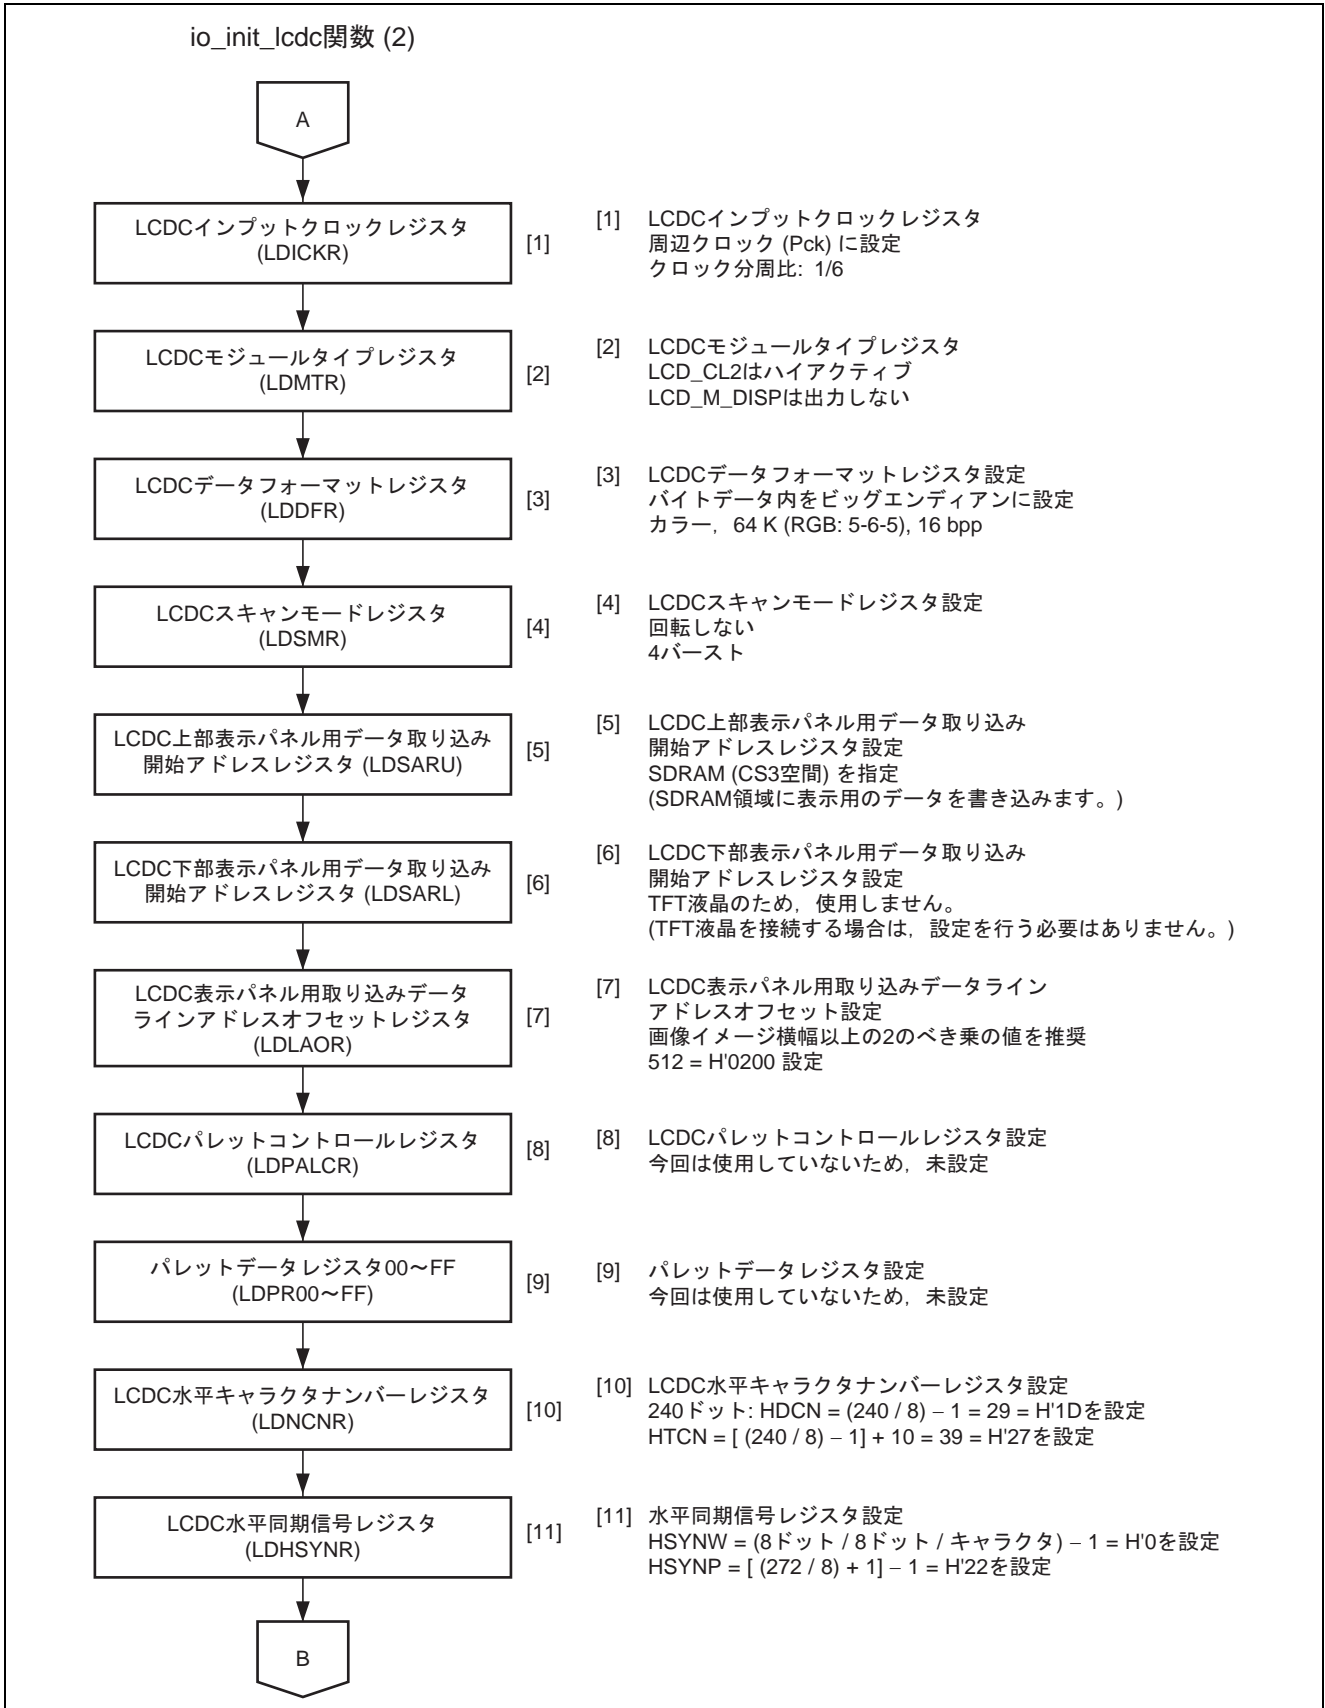 io_init_lcdc関数 (2)
A
LCDCインプットクロックレジスタ
(LDICKR)
[1]
[1] LCDCインプットクロックレジスタ
周辺クロック (Pck) に設定
クロック分周比: 1/6
LCDCモジュールタイプレジスタ
(LDMTR)
[2]
[2] LCDCモジュールタイプレジスタ
LCD_CL2はハイアクティブ
LCD_M_DISPは出力しない
LCDCデータフォーマットレジスタ
(LDDFR)
[3]
[3] LCDCデータフォーマットレジスタ設定
バイトデータ内をビッグエンディアンに設定
カラー，64 K (RGB: 5-6-5), 16 bpp
LCDCスキャンモードレジスタ
(LDSMR)
[4]
[4] LCDCスキャンモードレジスタ設定
回転しない
4バースト
LCDC上部表示パネル用データ取り込み
開始アドレスレジスタ (LDSARU)
[5]
[5] LCDC上部表示パネル用データ取り込み
開始アドレスレジスタ設定
SDRAM (CS3空間) を指定
(SDRAM領域に表示用のデータを書き込みます。)
LCDC下部表示パネル用データ取り込み
開始アドレスレジスタ (LDSARL)
[6]
[6] LCDC下部表示パネル用データ取り込み
開始アドレスレジスタ設定
TFT液晶のため，使用しません。
(TFT液晶を接続する場合は，設定を行う必要はありません。)
LCDC表示パネル用取り込みデータ
ラインアドレスオフセットレジスタ
(LDLAOR)
[7]
[7] LCDC表示パネル用取り込みデータライン
アドレスオフセット設定
画像イメージ横幅以上の2のべき乗の値を推奨
512 = H'0200 設定
LCDCパレットコントロールレジスタ
(LDPALCR)
[8]
[8] LCDCパレットコントロールレジスタ設定
今回は使用していないため，未設定
パレットデータレジスタ00～FF
(LDPR00～FF)
[9]
[9] パレットデータレジスタ設定
今回は使用していないため，未設定
LCDC水平キャラクタナンバーレジスタ
(LDNCNR)
[10]
[10] LCDC水平キャラクタナンバーレジスタ設定
240ドット: HDCN = (240 / 8) − 1 = 29 = H'1Dを設定
HTCN = [ (240 / 8) − 1] + 10 = 39 = H'27を設定
LCDC水平同期信号レジスタ
(LDHSYNR)
[11]
[11] 水平同期信号レジスタ設定
HSYNW = (8ドット / 8ドット / キャラクタ) − 1 = H'0を設定
HSYNP = [ (272 / 8) + 1] − 1 = H'22を設定
B